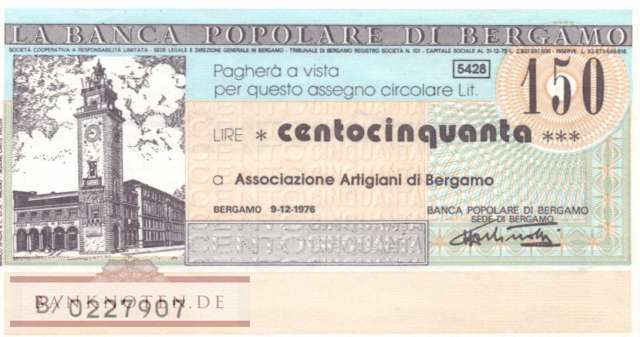 LA BANCA POPOLARE DI BERGAMO
SOCIETÀ COOPERATIVA A RESPONSABILITÀ LIMITATA - SEDE LEGALE E DIREZIONE GENERALE IN BERGAMO - TRIBUNALE DI BERGAMO REGISTRO SOCIETÀ N. 101 - CAPITALE SOCIALE AL 31-12-75 L.
Pagherà a vista
5428
per questo assegno circolare Lit.
150
LIRE * centocinquanta ***
a Associazione Artigiani di Bergamo
BERGAMO 9-12-1976
BANCA POPOLARE DI BERGAMO
SEDE DI BERGAMO
CENTOCINQUANTA
BANKNOTEN.DE
B/ 0227907